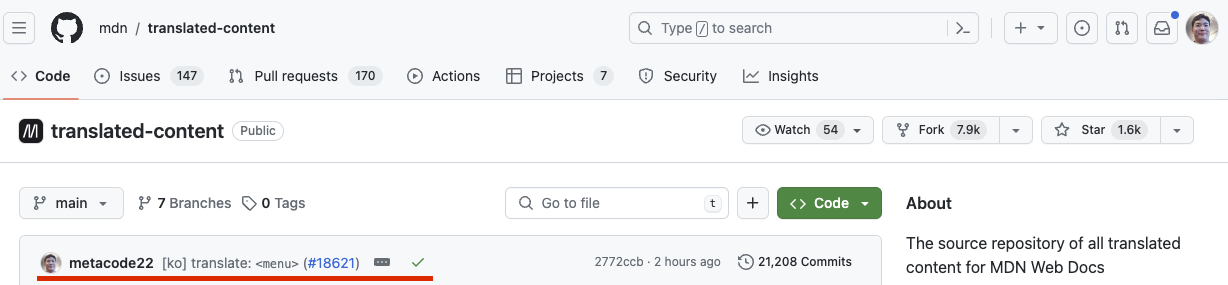 mdn / translated-content
Type / to search
Code Issues 147 Pull requests 170 Actions Projects 7 Security Insights
translated-content Public
Watch 54 Fork 7.9k Star 1.6k
main 7 Branches 0 Tags
Go to file t
Code
About
The source repository of all translated
content for MDN Web Docs
metacode22 [ko] translate: <menu> (#18621)
2772ccb · 2 hours ago 21,208 Commits